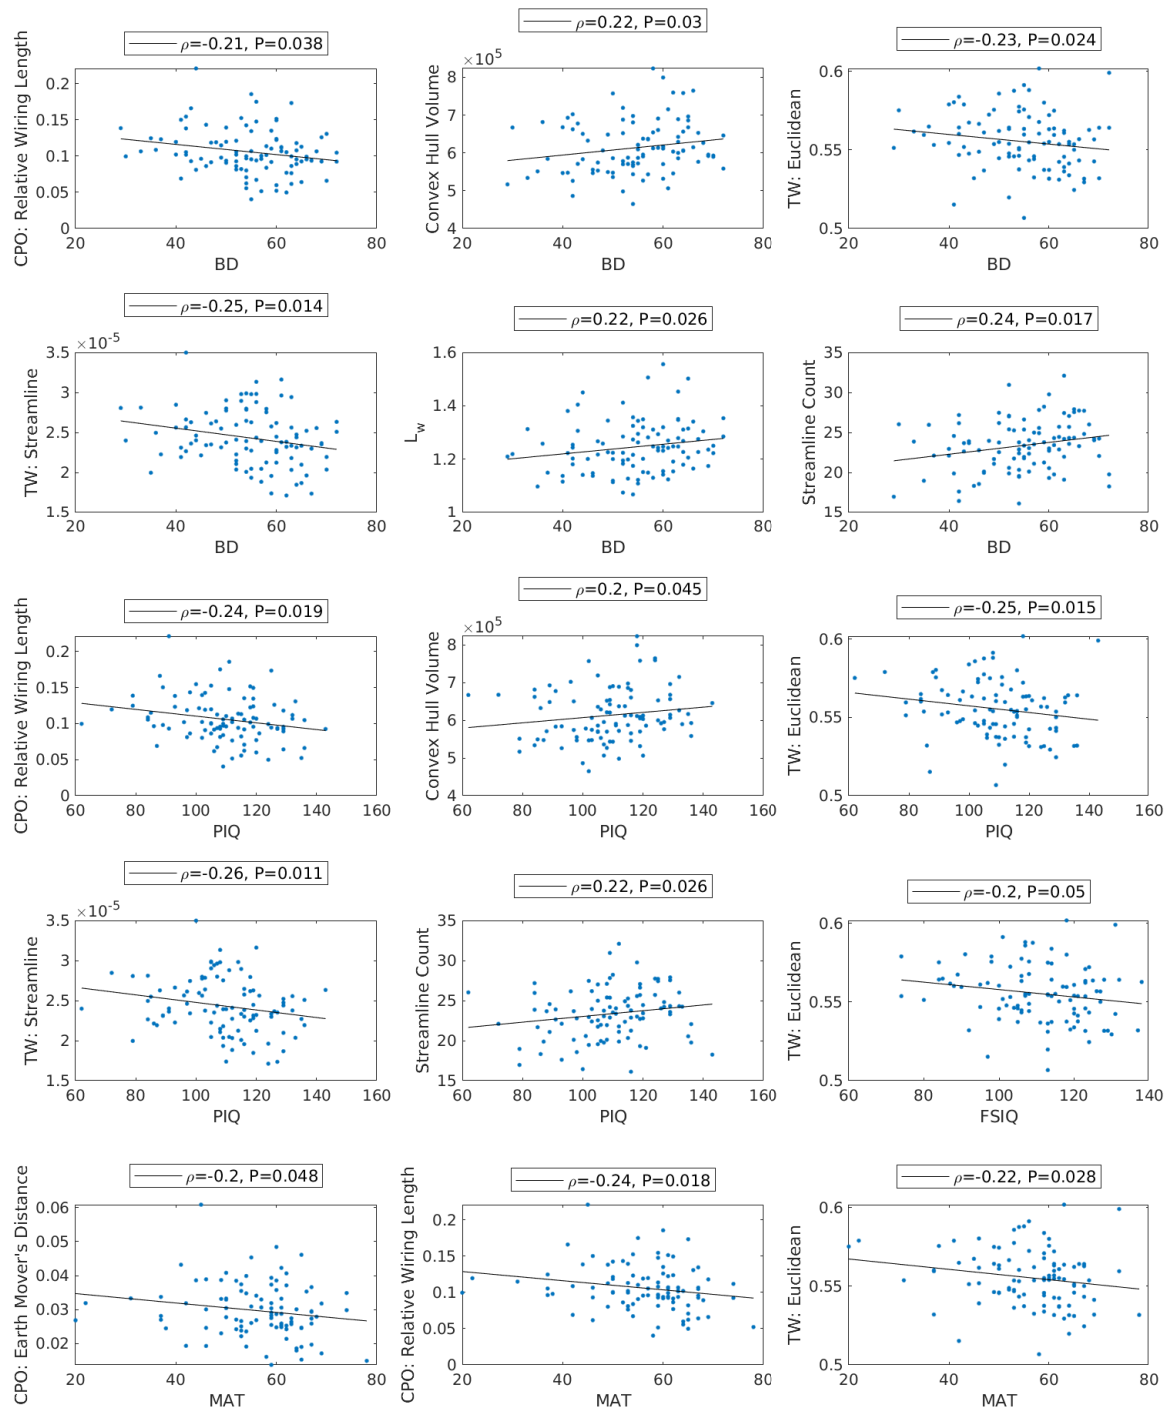 ρ=-0.21, P=0.038
CPO: Relative Wiring Length
0.2
0.15
0.1
0.05
0
20 40 60 80
BD
ρ=0.22, P=0.03
×10^5
Convex Hull Volume
8
7
6
5
4
20 40 60 80
BD
ρ=-0.23, P=0.024
TW: Euclidean
0.6
0.55
0.5
20 40 60 80
BD
ρ=-0.25, P=0.014
×10^-5
TW: Streamline
3.5
3
2.5
2
1.5
20 40 60 80
BD
ρ=0.22, P=0.026
L_w
1.6
1.4
1.2
1
20 40 60 80
BD
ρ=0.24, P=0.017
Streamline Count
35
30
25
20
15
20 40 60 80
BD
ρ=-0.24, P=0.019
CPO: Relative Wiring Length
0.2
0.15
0.1
0.05
0
60 80 100 120 140 160
PIQ
ρ=0.2, P=0.045
×10^5
Convex Hull Volume
8
7
6
5
4
60 80 100 120 140 160
PIQ
ρ=-0.25, P=0.015
TW: Euclidean
0.6
0.55
0.5
60 80 100 120 140 160
PIQ
ρ=-0.26, P=0.011
×10^-5
TW: Streamline
3.5
3
2.5
2
1.5
60 80 100 120 140 160
PIQ
ρ=0.22, P=0.026
Streamline Count
35
30
25
20
15
60 80 100 120 140 160
PIQ
ρ=-0.2, P=0.05
TW: Euclidean
0.6
0.55
0.5
60 80 100 120 140
FSIQ
ρ=-0.2, P=0.048
CPO: Earth Mover's Distance
0.06
0.05
0.04
0.03
0.02
20 40 60 80
MAT
ρ=-0.24, P=0.018
CPO: Relative Wiring Length
0.2
0.15
0.1
0.05
0
20 40 60 80
MAT
ρ=-0.22, P=0.028
TW: Euclidean
0.6
0.55
0.5
20 40 60 80
MAT